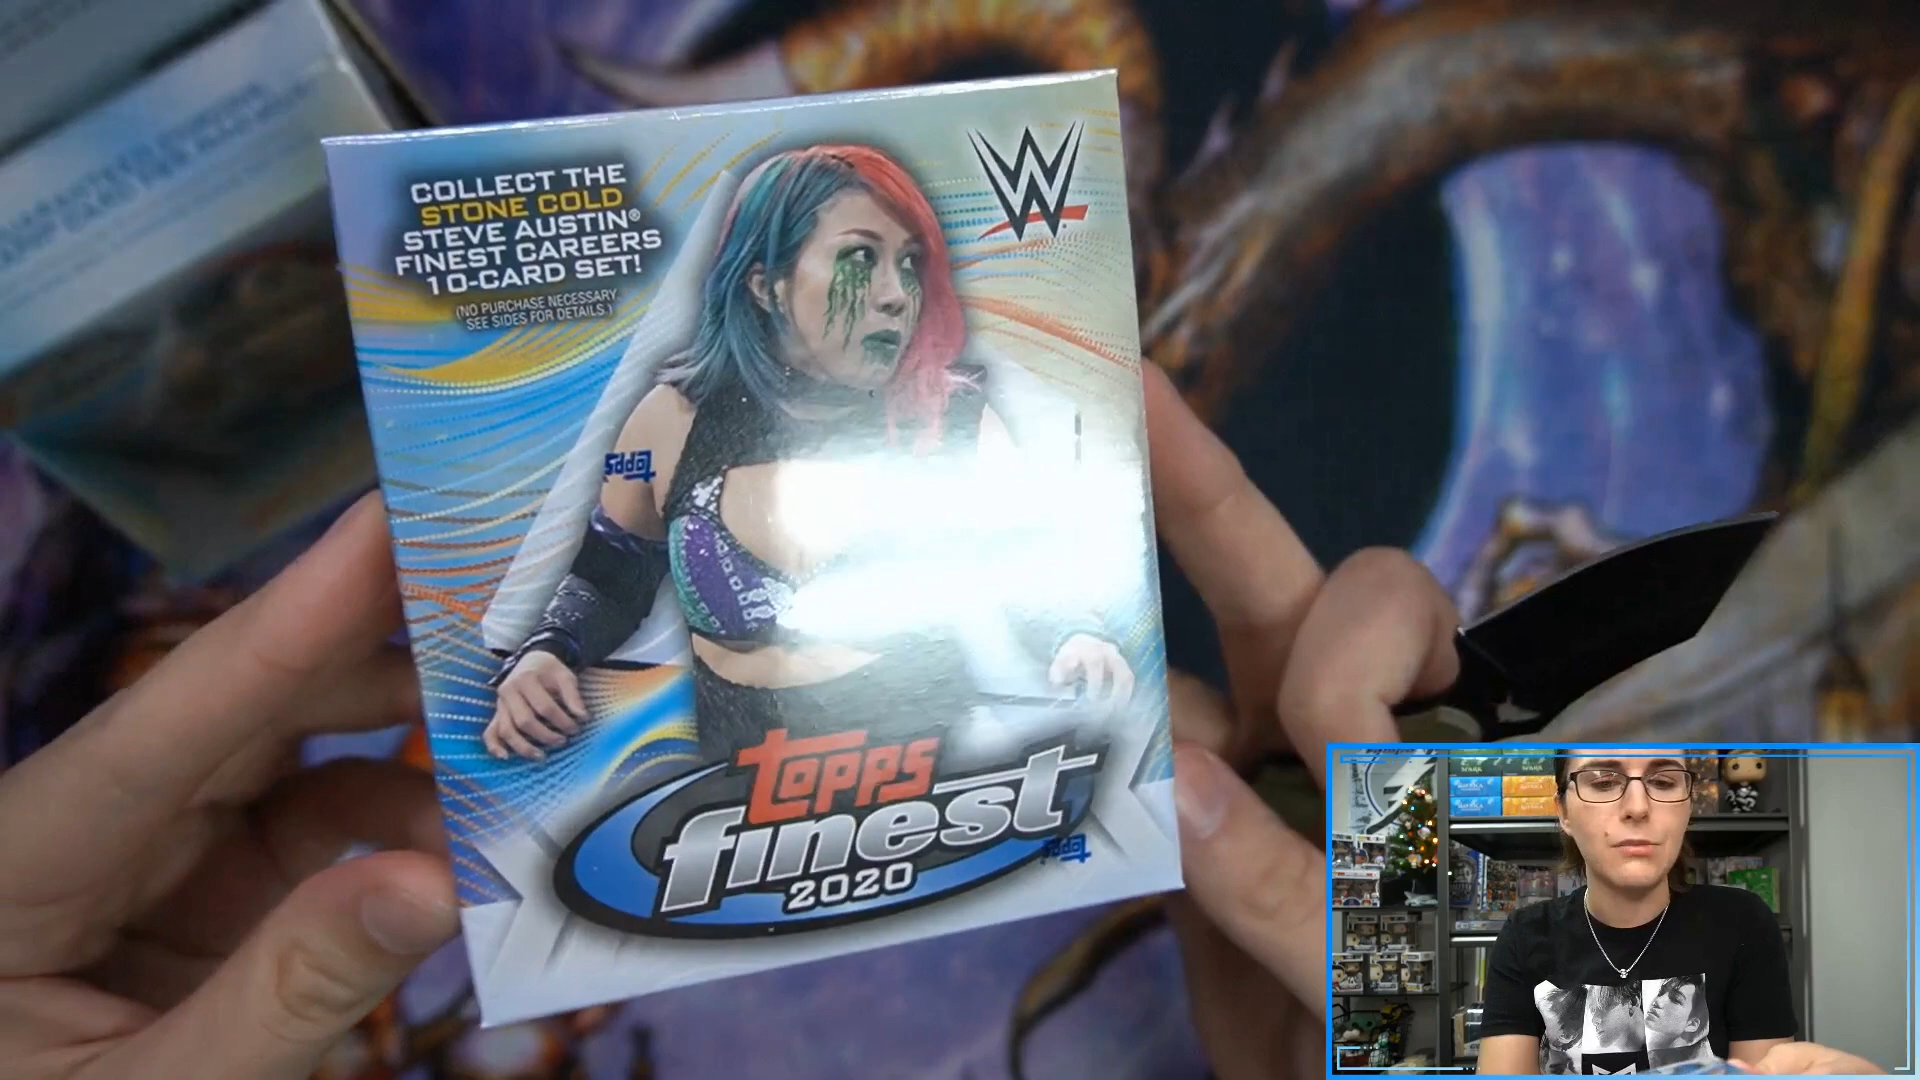 COLLECT THE
STONE COLD
STEVE AUSTIN®
FINEST CAREERS
10-CARD SET!
(NO PURCHASE NECESSARY.
SEE SIDES FOR DETAILS.)
W
topps
topps
finest
2020
topps